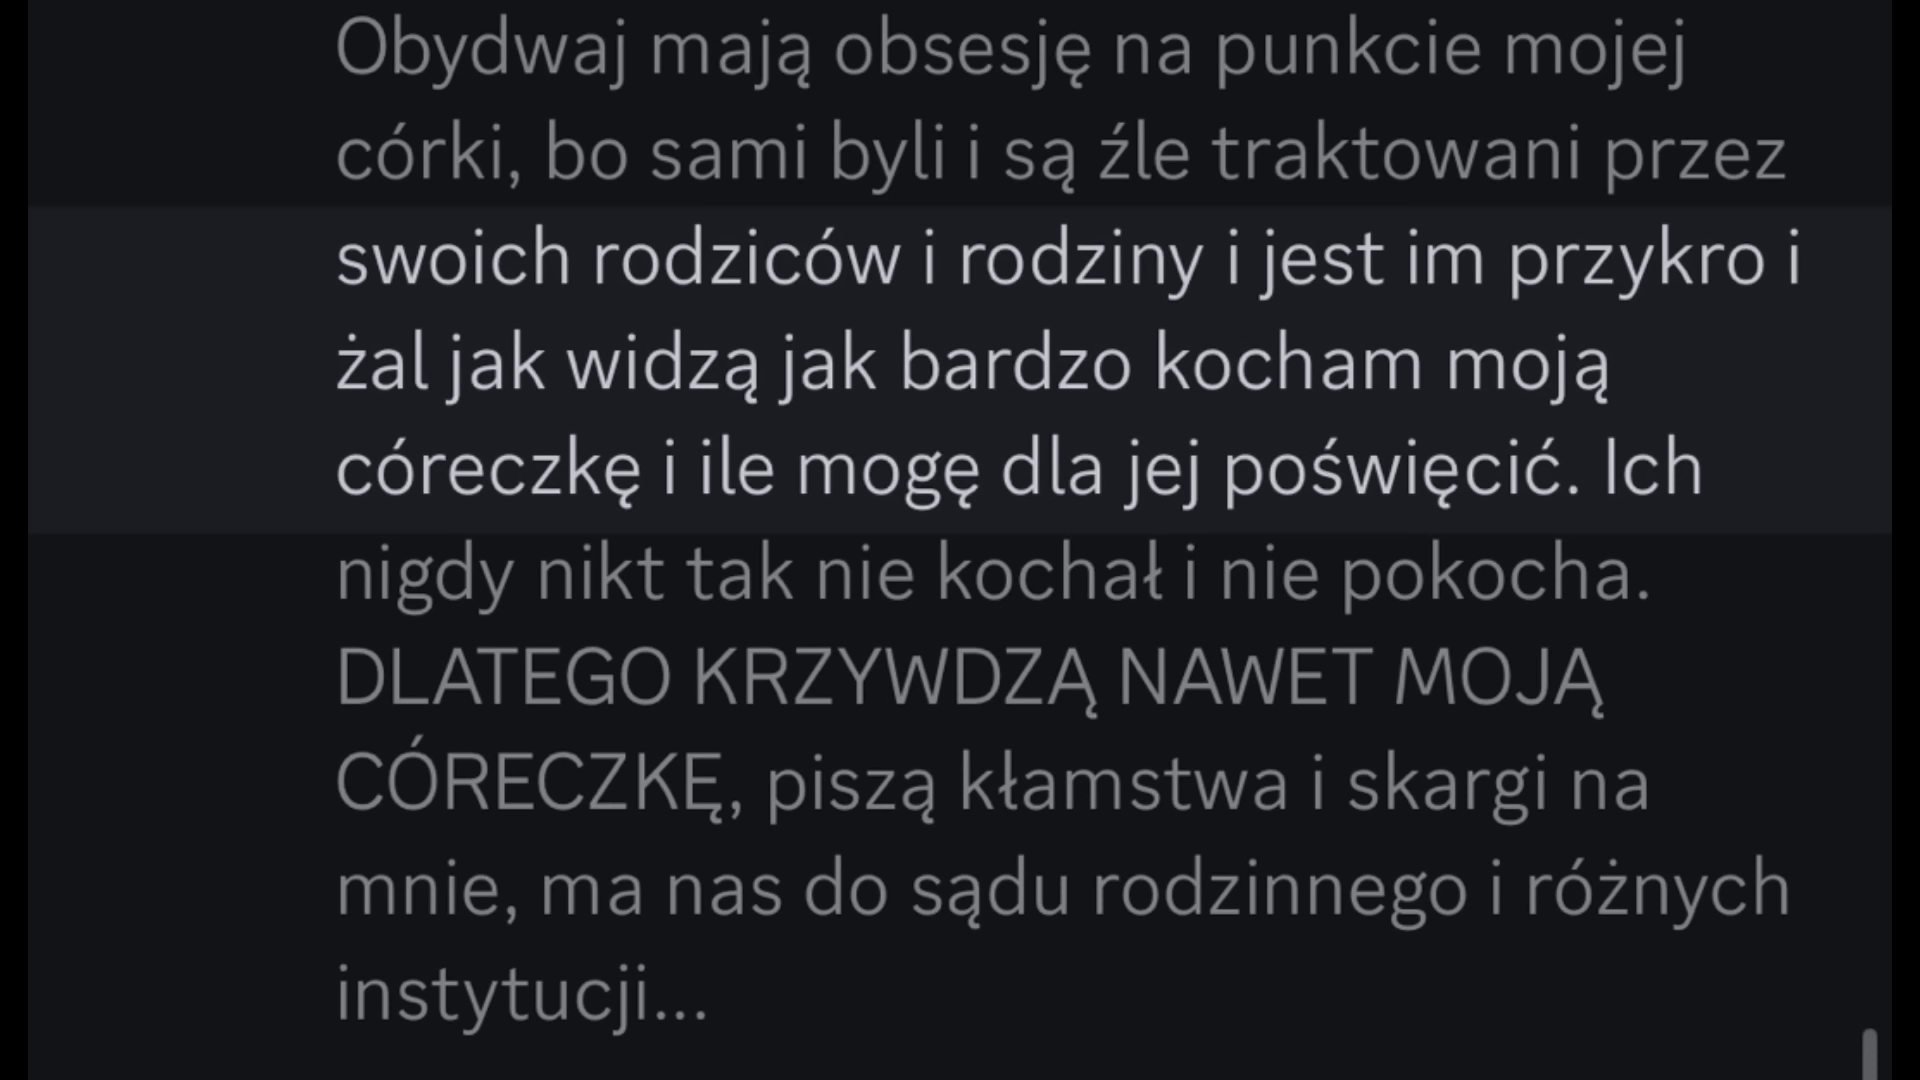 Obydwaj mają obsesję na punkcie mojej
córki, bo sami byli i są źle traktowani przez
swoich rodziców i rodziny i jest im przykro i
żal jak widzą jak bardzo kocham moją
córeczkę i ile mogę dla jej poświęcić. Ich
nigdy nikt tak nie kochał i nie pokocha.
DLATEGO KRZYWDZĄ NAWET MOJĄ
CÓRECZKĘ, piszą kłamstwa i skargi na
mnie, ma nas do sądu rodzinnego i różnych
instytucji...